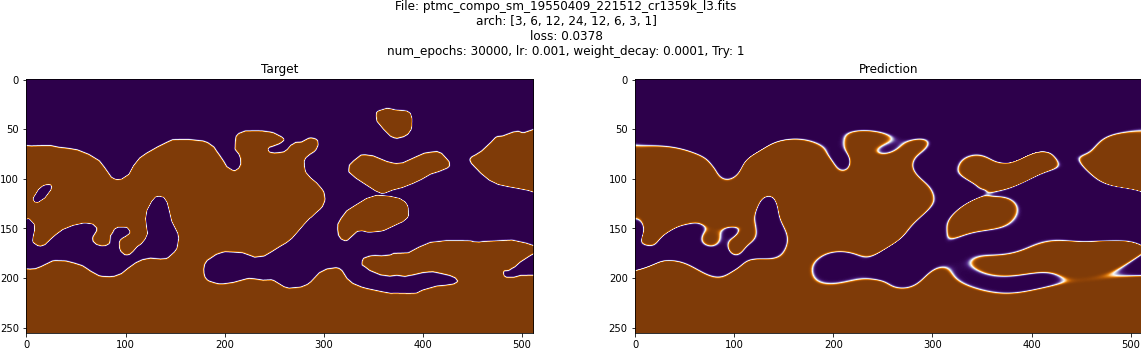 File: ptmc_compo_sm_19550409_221512_cr1359k_l3.fits
arch: [3, 6, 12, 24, 12, 6, 3, 1]
loss: 0.0378
num_epochs: 30000, lr: 0.001, weight_decay: 0.0001, Try: 1
Target
0
50
100
150
200
250
0 100 200 300 400 500
Prediction
0
50
100
150
200
250
0 100 200 300 400 500